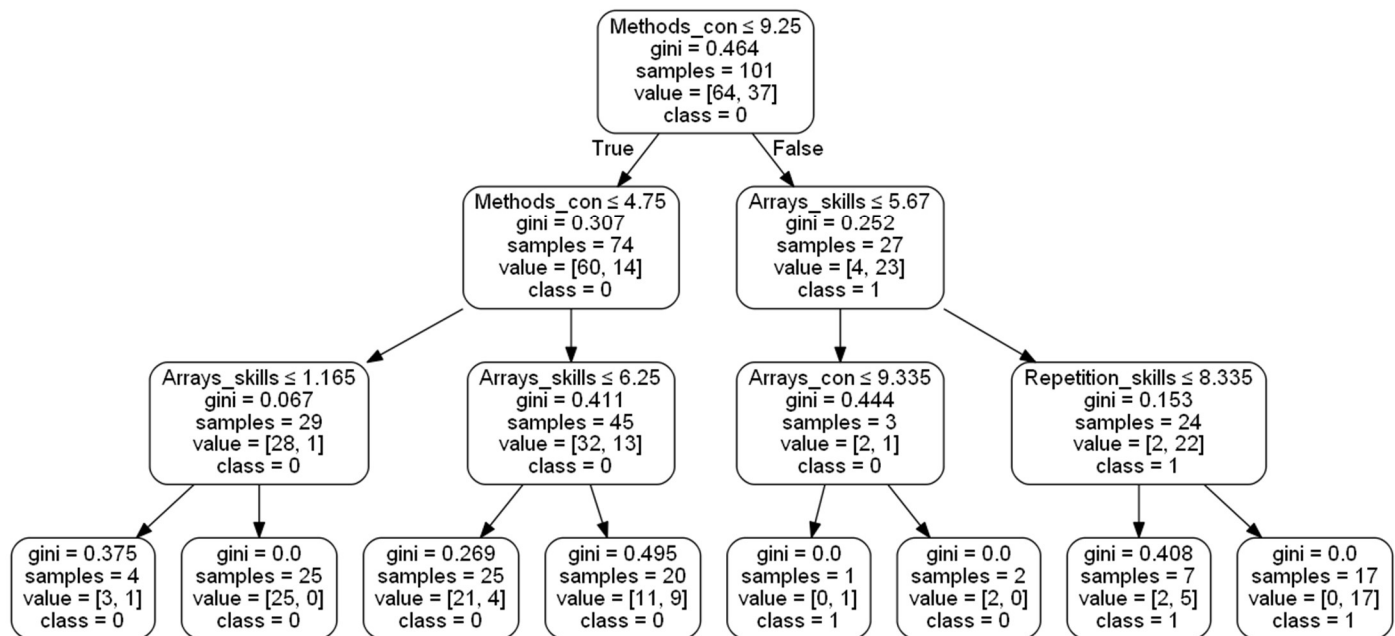 Methods_con ≤ 9.25
gini = 0.464
samples = 101
value = [64, 37]
class = 0
True
False
Methods_con ≤ 4.75
gini = 0.307
samples = 74
value = [60, 14]
class = 0
Arrays_skills ≤ 5.67
gini = 0.252
samples = 27
value = [4, 23]
class = 1
Arrays_skills ≤ 1.165
gini = 0.067
samples = 29
value = [28, 1]
class = 0
Arrays_skills ≤ 6.25
gini = 0.411
samples = 45
value = [32, 13]
class = 0
Arrays_con ≤ 9.335
gini = 0.444
samples = 3
value = [2, 1]
class = 0
Repetition_skills ≤ 8.335
gini = 0.153
samples = 24
value = [2, 22]
class = 1
gini = 0.375
samples = 4
value = [3, 1]
class = 0
gini = 0.0
samples = 25
value = [25, 0]
class = 0
gini = 0.269
samples = 25
value = [21, 4]
class = 0
gini = 0.495
samples = 20
value = [11, 9]
class = 0
gini = 0.0
samples = 1
value = [0, 1]
class = 1
gini = 0.0
samples = 2
value = [2, 0]
class = 0
gini = 0.408
samples = 7
value = [2, 5]
class = 1
gini = 0.0
samples = 17
value = [0, 17]
class = 1